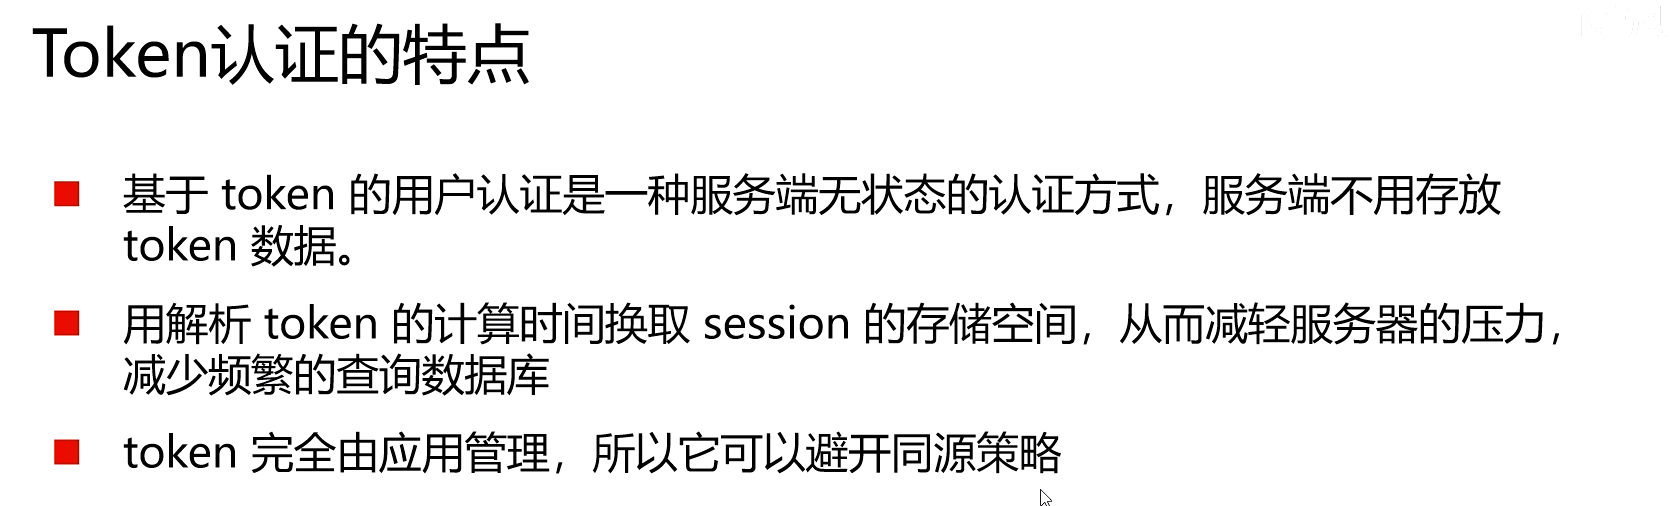 Token认证的特点
基于 token 的用户认证是一种服务端无状态的认证方式，服务端不用存放
token 数据。
用解析 token 的计算时间换取 session 的存储空间，从而减轻服务器的压力，
减少频繁的查询数据库
token 完全由应用管理，所以它可以避开同源策略